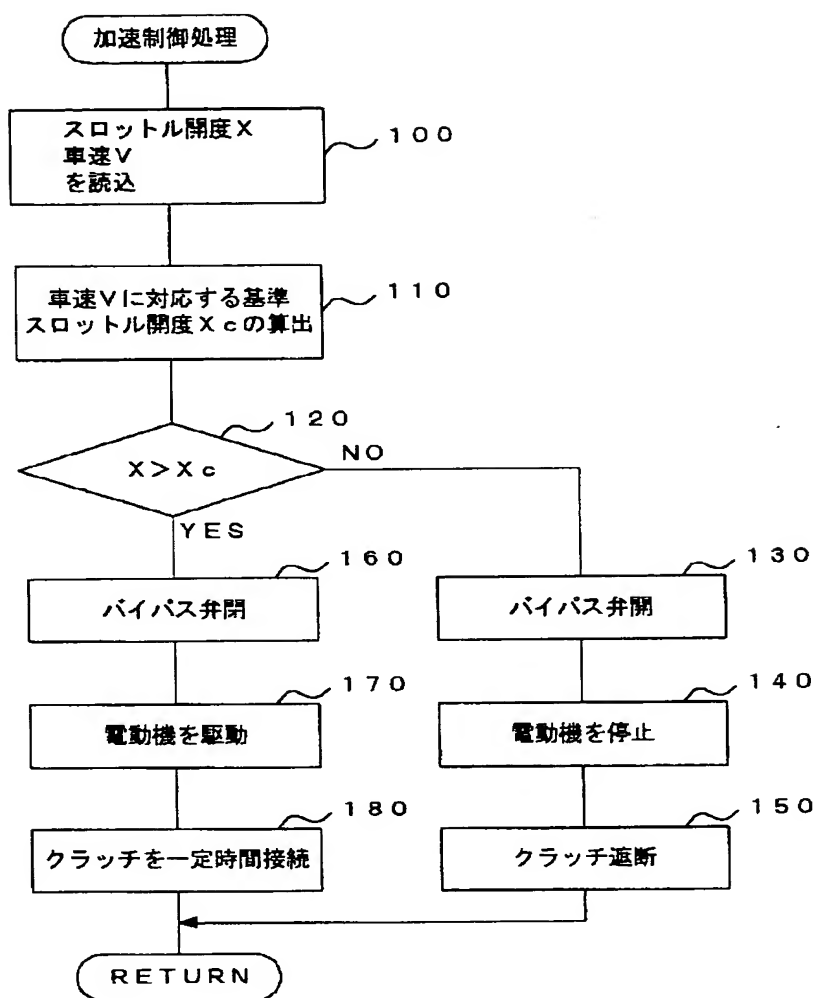 加速制御処理
スロットル開度X
車速V
を読込
100
車速Vに対応する基準
スロットル開度Xcの算出
110
120
X>Xc
NO
YES
160
バイパス弁閉
170
電動機を駆動
180
クラッチを一定時間接続
130
バイパス弁開
140
電動機を停止
150
クラッチ遮断
RETURN